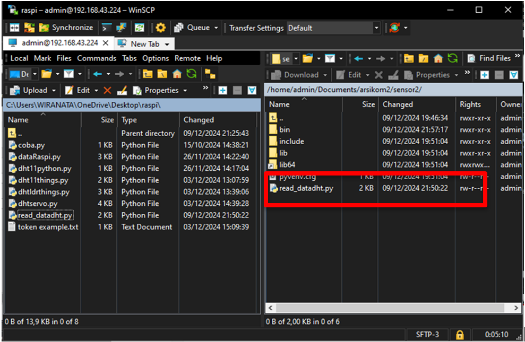 raspi – admin@192.168.43.224 – WinSCP
Synchronize Queue Transfer Settings Default
admin@192.168.43.224 × New Tab
Local Mark Files Commands Tabs Options Remote Help
Upload Edit Properties
C:\Users\WIRANATA\OneDrive\Desktop\raspi\
Name Size Type Changed
.. Parent directory 09/12/2024 21:25:43
coba.py 1 KB Python File 15/10/2024 14:38:21
dataRaspi.py 3 KB Python File 26/11/2024 14:22:40
dht11python.py 1 KB Python File 26/11/2024 14:17:04
dht11things.py 2 KB Python File 03/12/2024 13:07:59
dhtldrthings.py 3 KB Python File 03/12/2024 13:39:06
dhtservo.py 4 KB Python File 03/12/2024 14:39:28
read_datadht.py 2 KB Python File 09/12/2024 21:50:22
token example.txt 1 KB Text Document 03/12/2024 15:09:39
0 B of 13,9 KB in 0 of 8
se Find Files
Download Edit Properties
/home/admin/Documents/arsikom2/sensor2/
Name Size Changed Rights Owne
.. 09/12/2024 19:46:34 rwxr-xr-x admin
bin 09/12/2024 21:57:17 rwxr-xr-x admin
include 09/12/2024 19:51:04 rwxr-xr-x admin
lib 09/12/2024 19:51:04 rwxr-xr-x admin
lib64 09/12/2024 19:51:04 rwxrwx... admin
pyvenv.cfg 1 KB 09/12/2024 19:51:04 rw-r--r-- admin
read_datadht.py 2 KB 09/12/2024 21:50:22 rw-r--r-- admin
0 B of 2,00 KB in 0 of 6
SFTP-3 0:05:10